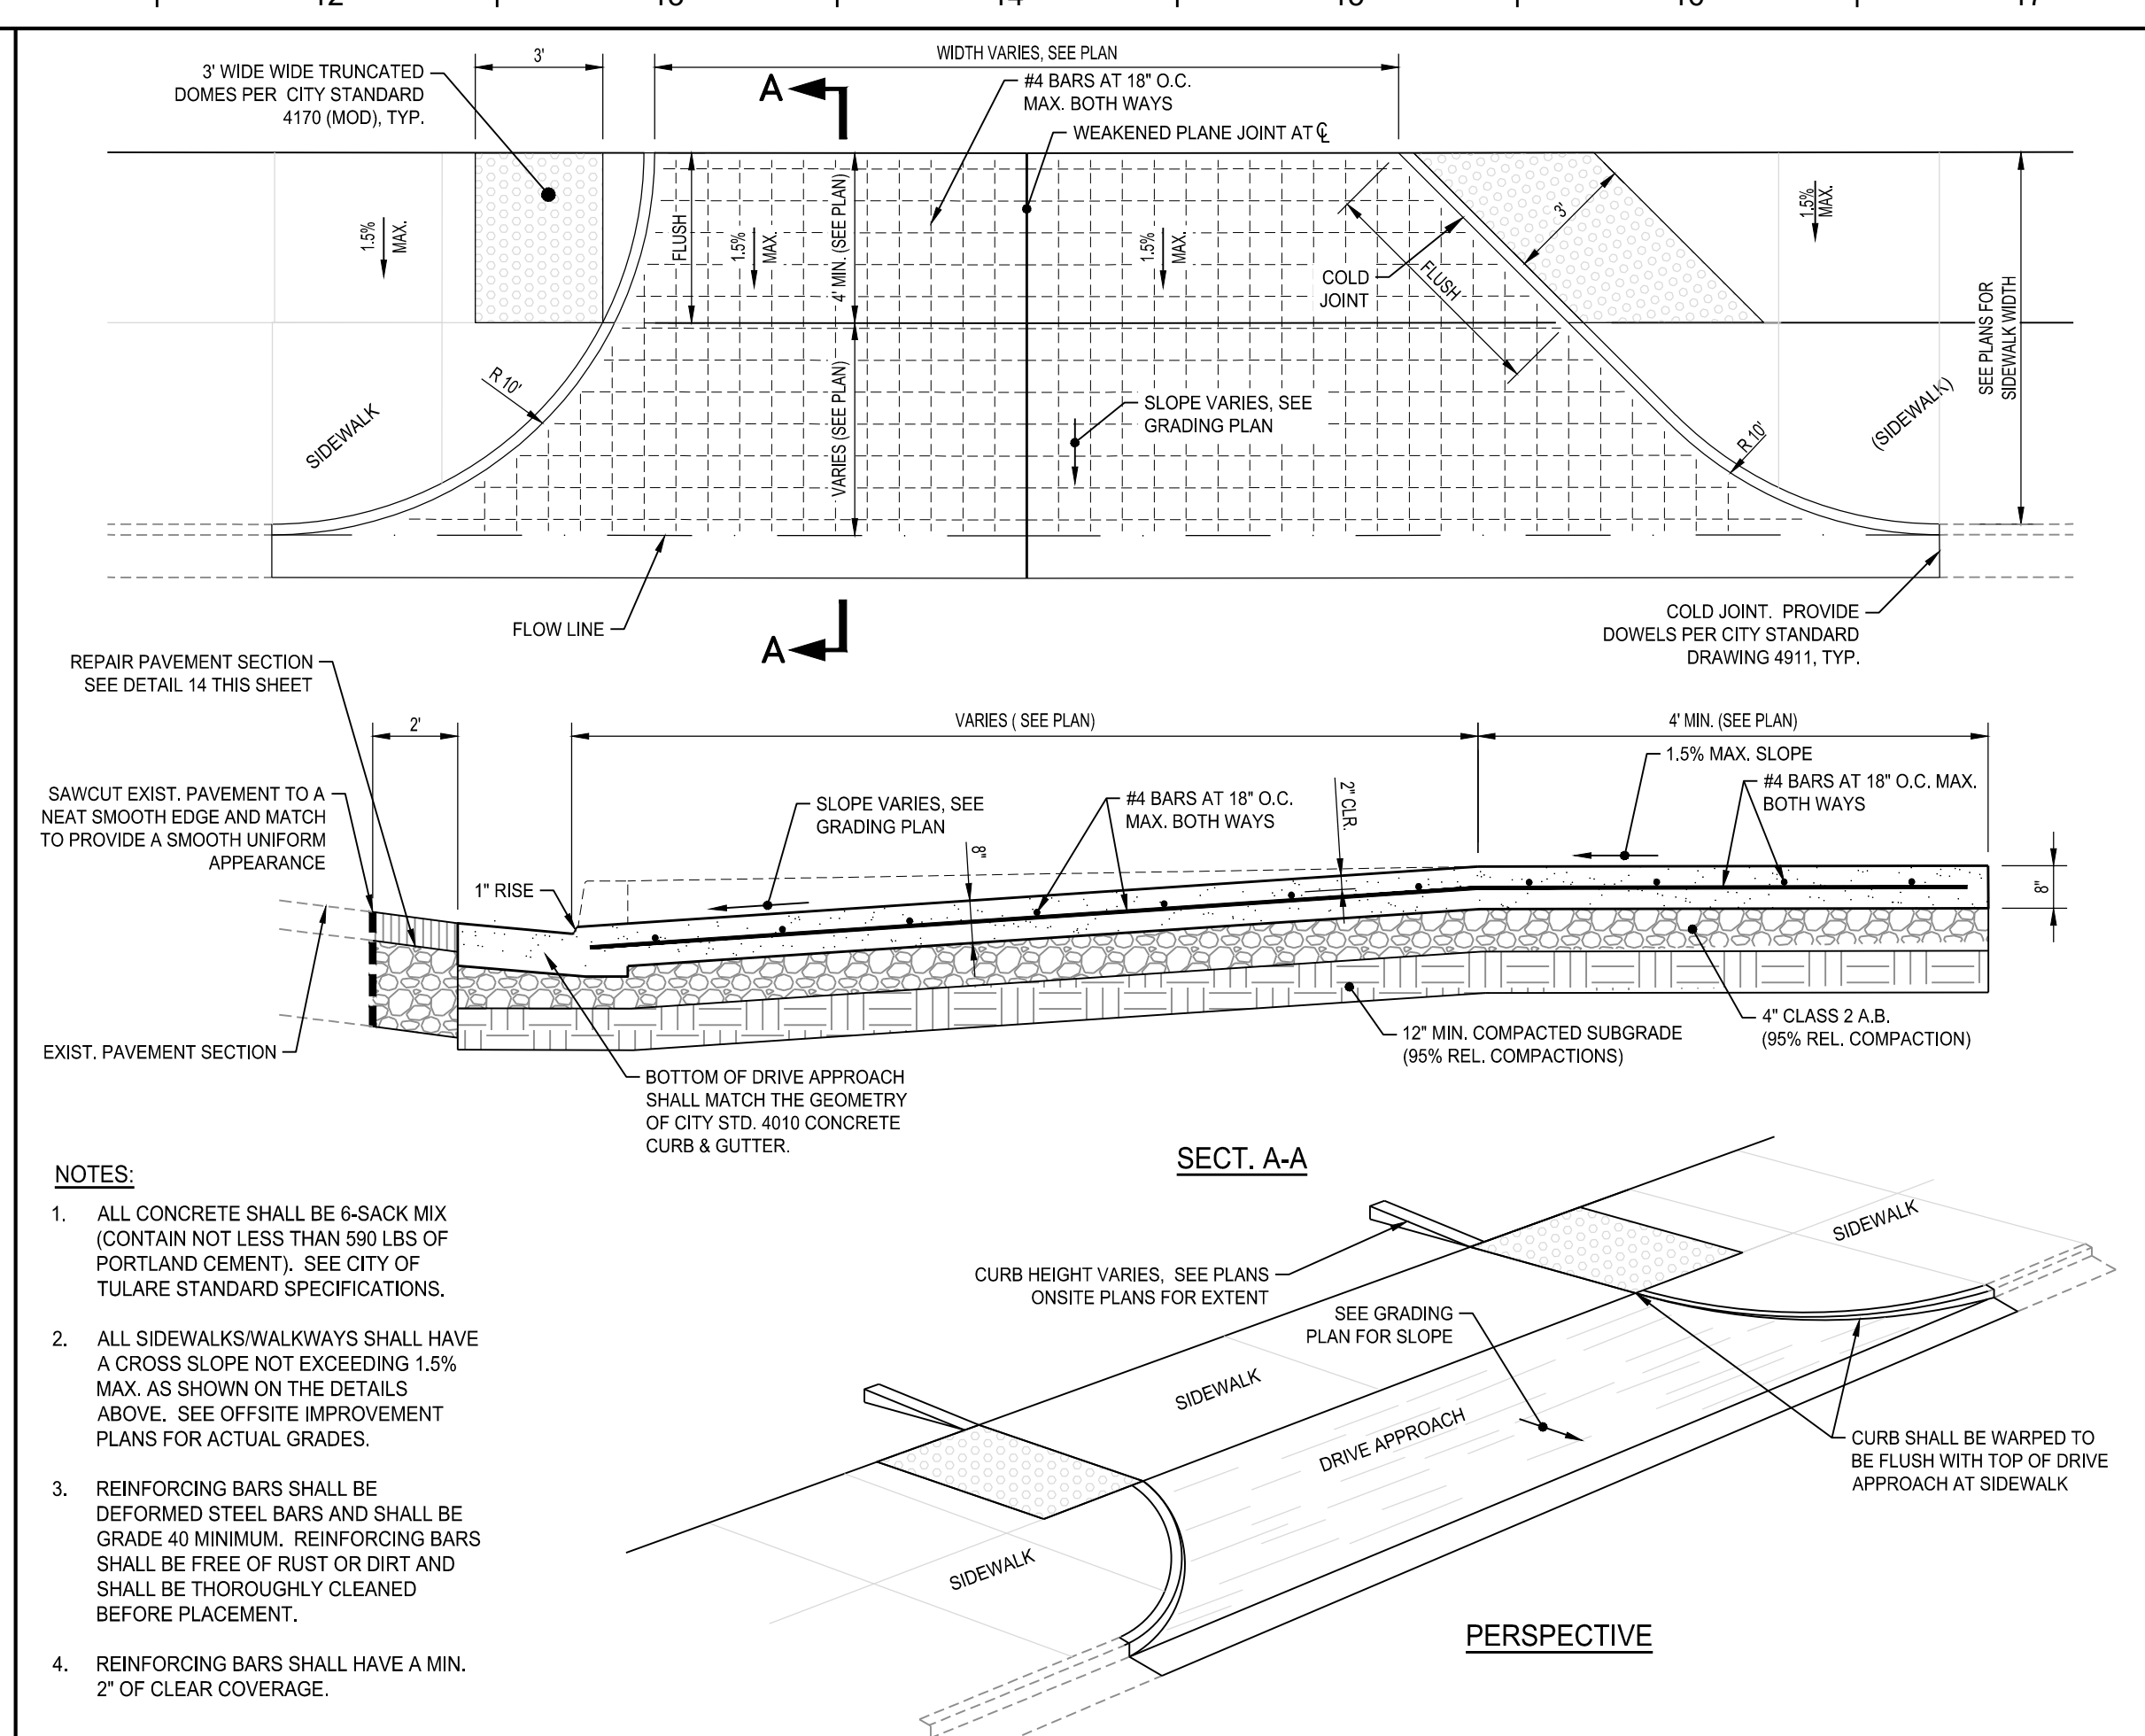 3'
WIDTH VARIES, SEE PLAN
3' WIDE WIDE TRUNCATED
DOMES PER CITY STANDARD
4170 (MOD), TYP.
A
#4 BARS AT 18" O.C.
MAX. BOTH WAYS
WEAKENED PLANE JOINT AT ℄
1.5%
MAX.
FLUSH
1.5%
MAX.
4' MIN. (SEE PLAN)
1.5%
MAX.
COLD
JOINT
FLUSH
3'
1.5%
MAX.
SEE PLANS FOR
SIDEWALK WIDTH
R 10'
SIDEWALK
VARIES (SEE PLAN)
SLOPE VARIES, SEE
GRADING PLAN
R 10'
(SIDEWALK)
FLOW LINE
A
COLD JOINT. PROVIDE
DOWELS PER CITY STANDARD
DRAWING 4911, TYP.
REPAIR PAVEMENT SECTION
SEE DETAIL 14 THIS SHEET
2'
VARIES ( SEE PLAN)
4' MIN. (SEE PLAN)
1.5% MAX. SLOPE
SAWCUT EXIST. PAVEMENT TO A
NEAT SMOOTH EDGE AND MATCH
TO PROVIDE A SMOOTH UNIFORM
APPEARANCE
SLOPE VARIES, SEE
GRADING PLAN
#4 BARS AT 18" O.C.
MAX. BOTH WAYS
2" CLR.
#4 BARS AT 18" O.C. MAX.
BOTH WAYS
8"
8"
1" RISE
EXIST. PAVEMENT SECTION
12" MIN. COMPACTED SUBGRADE
(95% REL. COMPACTIONS)
4" CLASS 2 A.B.
(95% REL. COMPACTION)
BOTTOM OF DRIVE APPROACH
SHALL MATCH THE GEOMETRY
OF CITY STD. 4010 CONCRETE
CURB & GUTTER.
SECT. A-A
NOTES:
1. ALL CONCRETE SHALL BE 6-SACK MIX
(CONTAIN NOT LESS THAN 590 LBS OF
PORTLAND CEMENT). SEE CITY OF
TULARE STANDARD SPECIFICATIONS.
2. ALL SIDEWALKS/WALKWAYS SHALL HAVE
A CROSS SLOPE NOT EXCEEDING 1.5%
MAX. AS SHOWN ON THE DETAILS
ABOVE. SEE OFFSITE IMPROVEMENT
PLANS FOR ACTUAL GRADES.
3. REINFORCING BARS SHALL BE
DEFORMED STEEL BARS AND SHALL BE
GRADE 40 MINIMUM. REINFORCING BARS
SHALL BE FREE OF RUST OR DIRT AND
SHALL BE THOROUGHLY CLEANED
BEFORE PLACEMENT.
4. REINFORCING BARS SHALL HAVE A MIN.
2" OF CLEAR COVERAGE.
CURB HEIGHT VARIES, SEE PLANS
ONSITE PLANS FOR EXTENT
SEE GRADING
PLAN FOR SLOPE
SIDEWALK
SIDEWALK
DRIVE APPROACH
SIDEWALK
CURB SHALL BE WARPED TO
BE FLUSH WITH TOP OF DRIVE
APPROACH AT SIDEWALK
PERSPECTIVE